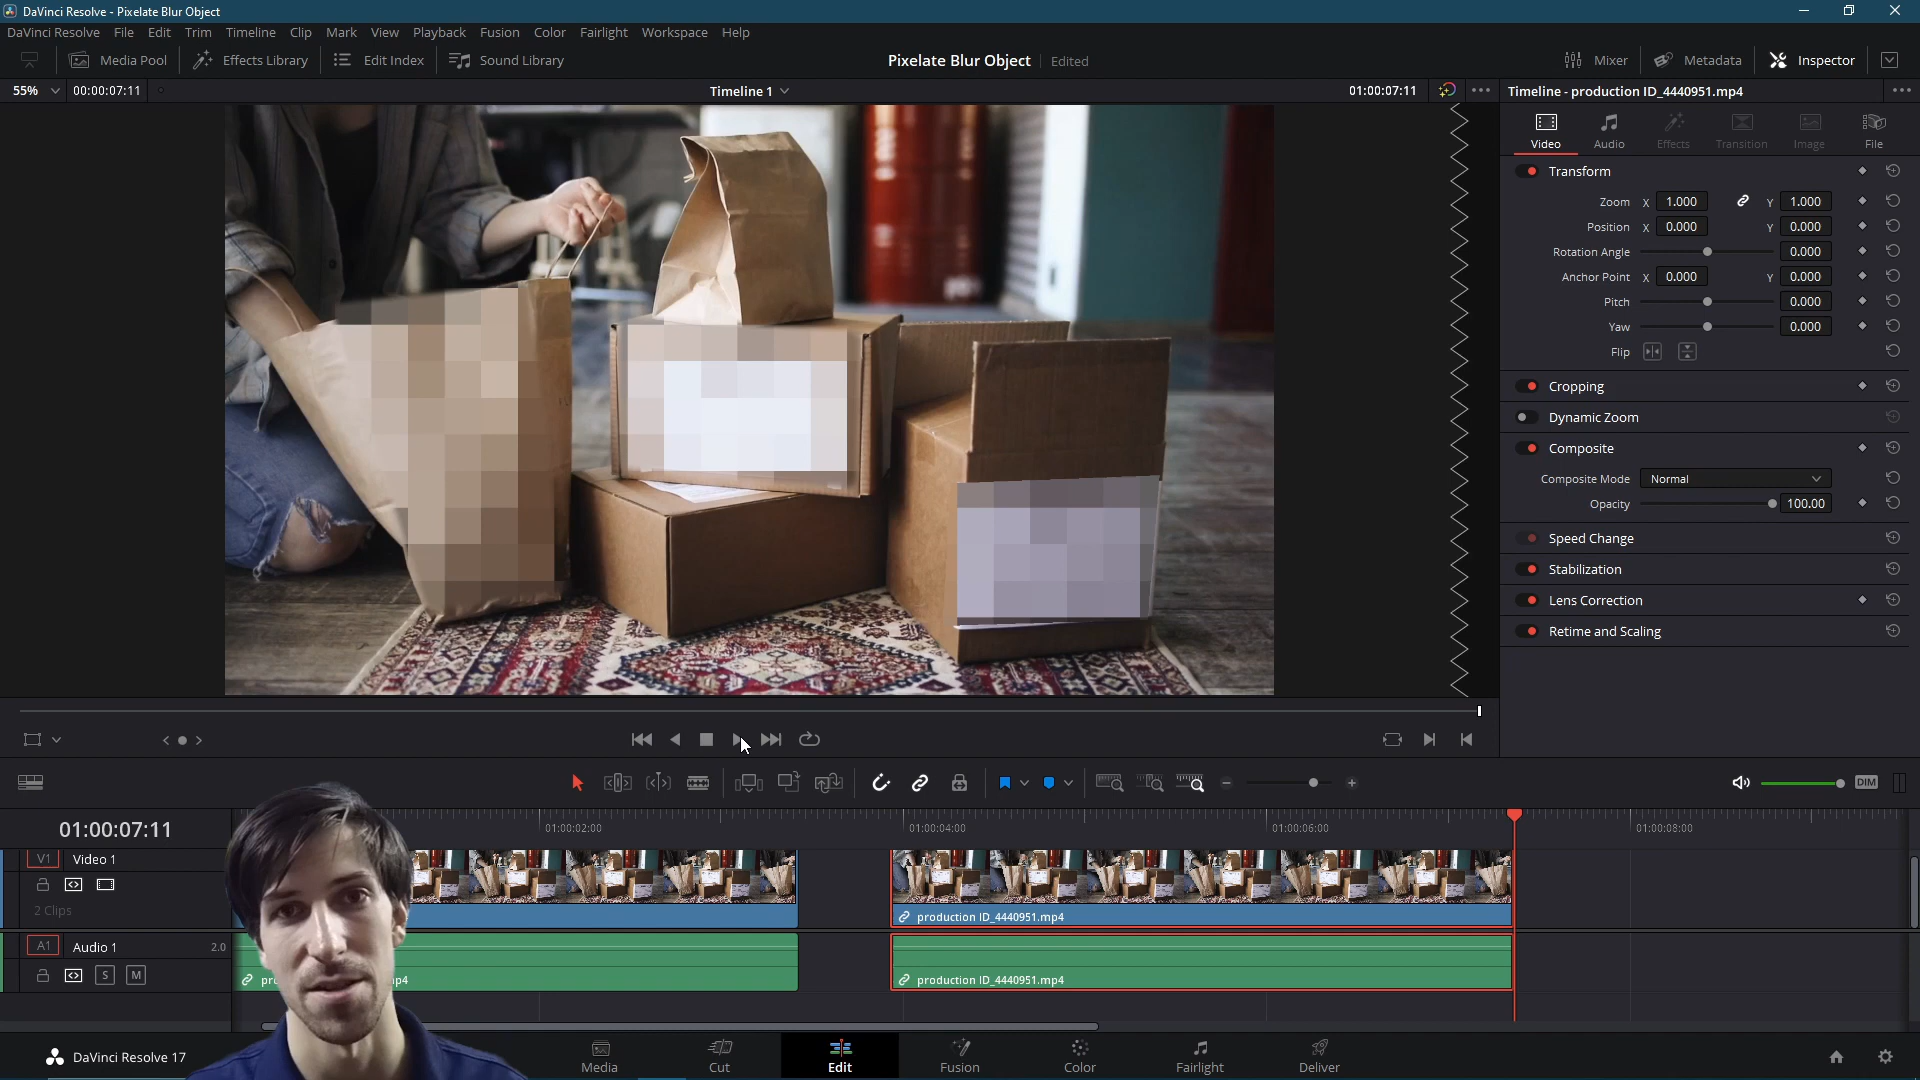 DaVinci Resolve - Pixelate Blur Object
DaVinci Resolve File Edit Trim Timeline Clip Mark View Playback Fusion Color Fairlight Workspace Help
Media Pool Effects Library Edit Index Sound Library Pixelate Blur Object Edited Mixer Metadata Inspector
55% 00:00:07:11 Timeline 1 01:00:07:11 Timeline - production ID_4440951.mp4
Video Audio Effects Transition Image File
Transform
Zoom X 1.000 Y 1.000
Position X 0.000 Y 0.000
Rotation Angle 0.000
Anchor Point X 0.000 Y 0.000
Pitch 0.000
Yaw 0.000
Flip
Cropping
Dynamic Zoom
Composite
Composite Mode Normal
Opacity 100.00
Speed Change
Stabilization
Lens Correction
Retime and Scaling
DIM
01:00:07:11 01:00:02:00 01:00:04:00 01:00:06:00 01:00:08:00
V1 Video 1
2 Clips
production ID_4440951.mp4
A1 Audio 1 2.0
S M
production ID_4440951.mp4
DaVinci Resolve 17 Media Cut Edit Fusion Color Fairlight Deliver